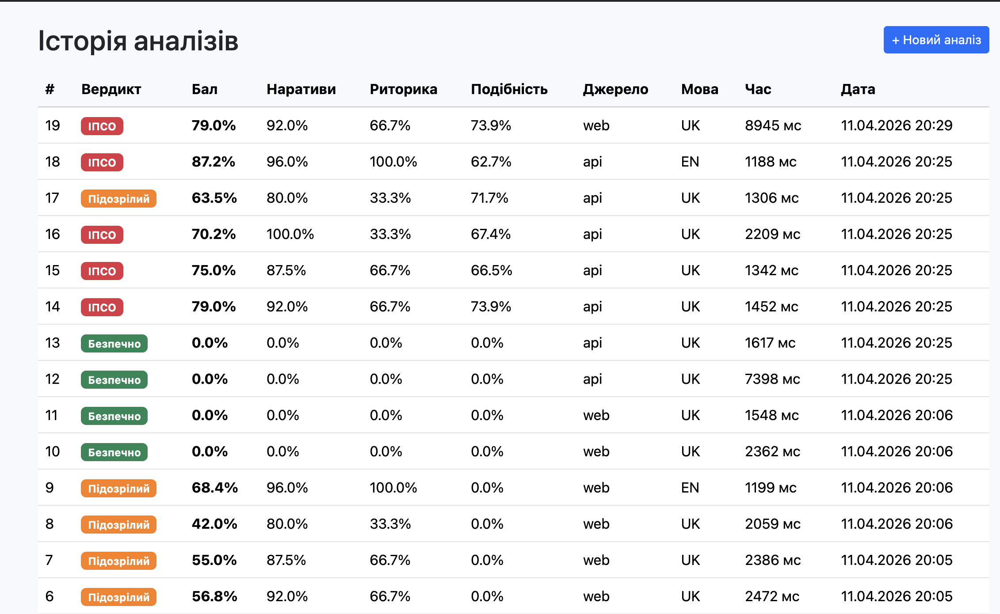 Історія аналізів
+ Новий аналіз
# Вердикт Бал Наративи Риторика Подібність Джерело Мова Час Дата
19 ІПСО 79.0% 92.0% 66.7% 73.9% web UK 8945 мс 11.04.2026 20:29
18 ІПСО 87.2% 96.0% 100.0% 62.7% api EN 1188 мс 11.04.2026 20:25
17 Підозрілий 63.5% 80.0% 33.3% 71.7% api UK 1306 мс 11.04.2026 20:25
16 ІПСО 70.2% 100.0% 33.3% 67.4% api UK 2209 мс 11.04.2026 20:25
15 ІПСО 75.0% 87.5% 66.7% 66.5% api UK 1342 мс 11.04.2026 20:25
14 ІПСО 79.0% 92.0% 66.7% 73.9% api UK 1452 мс 11.04.2026 20:25
13 Безпечно 0.0% 0.0% 0.0% 0.0% api UK 1617 мс 11.04.2026 20:25
12 Безпечно 0.0% 0.0% 0.0% 0.0% api UK 7398 мс 11.04.2026 20:25
11 Безпечно 0.0% 0.0% 0.0% 0.0% web UK 1548 мс 11.04.2026 20:06
10 Безпечно 0.0% 0.0% 0.0% 0.0% web UK 2362 мс 11.04.2026 20:06
9 Підозрілий 68.4% 96.0% 100.0% 0.0% web EN 1199 мс 11.04.2026 20:06
8 Підозрілий 42.0% 80.0% 33.3% 0.0% web UK 2059 мс 11.04.2026 20:06
7 Підозрілий 55.0% 87.5% 66.7% 0.0% web UK 2386 мс 11.04.2026 20:05
6 Підозрілий 56.8% 92.0% 66.7% 0.0% web UK 2472 мс 11.04.2026 20:05